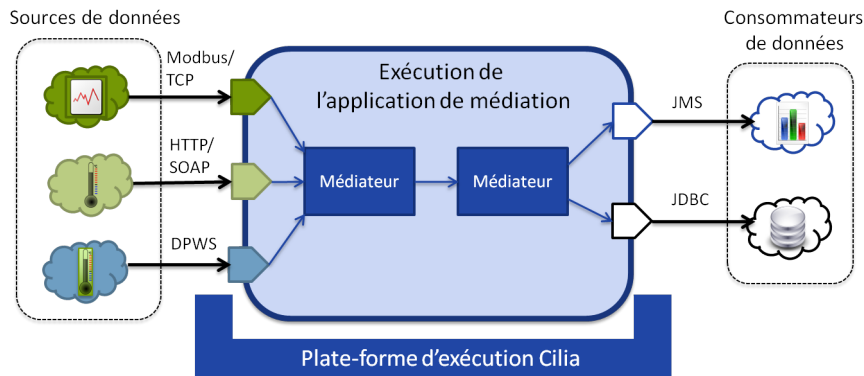 Sources de données
Consommateurs
de données
Modbus/
TCP
HTTP/
SOAP
DPWS
Exécution de
l'application de médiation
Médiateur
Médiateur
JMS
JDBC
Plate-forme d'exécution Cilia